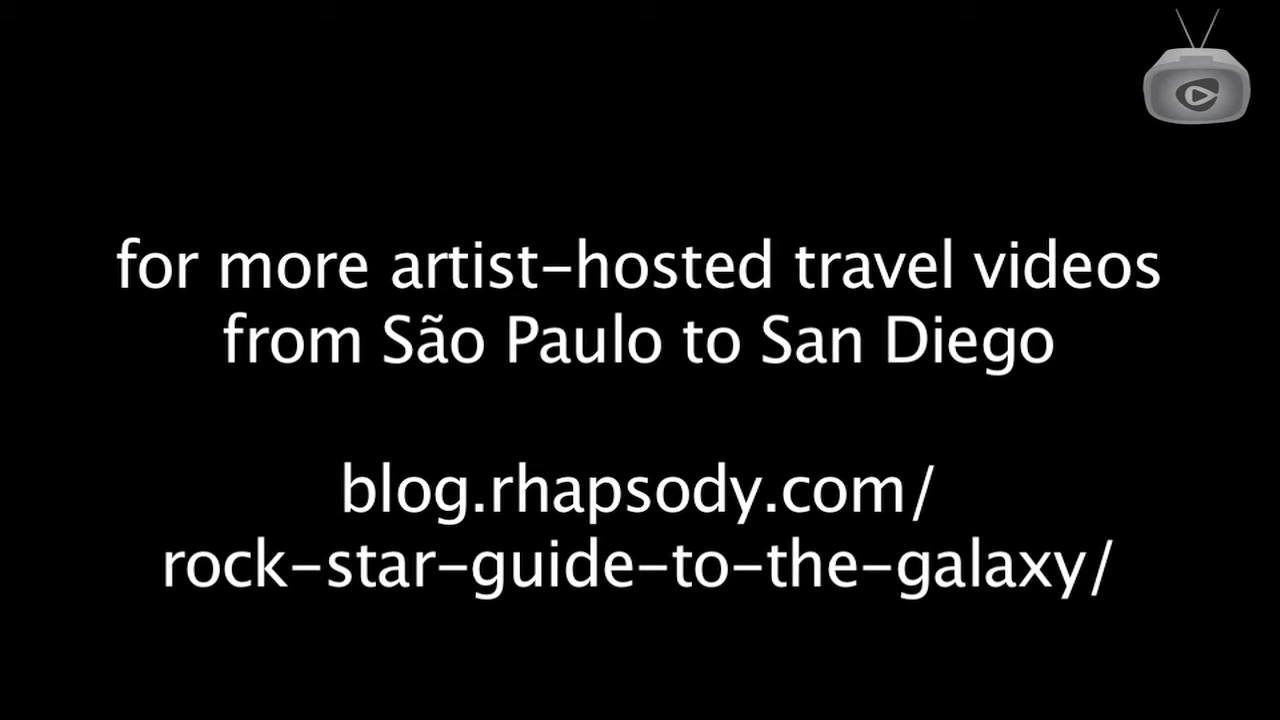 for more artist-hosted travel videos
from São Paulo to San Diego
blog.rhapsody.com/
rock-star-guide-to-the-galaxy/